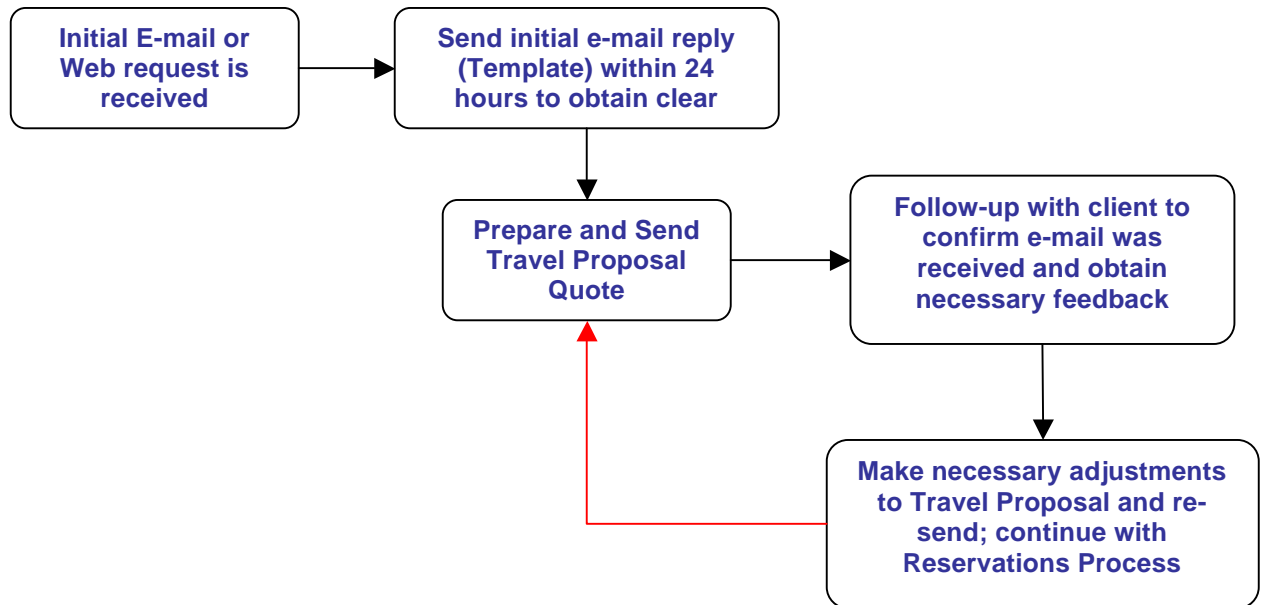 Initial E-mail or
Web request is
received
Send initial e-mail reply
(Template) within 24
hours to obtain clear
Prepare and Send
Travel Proposal
Quote
Follow-up with client to
confirm e-mail was
received and obtain
necessary feedback
Make necessary adjustments
to Travel Proposal and re-
send; continue with
Reservations Process